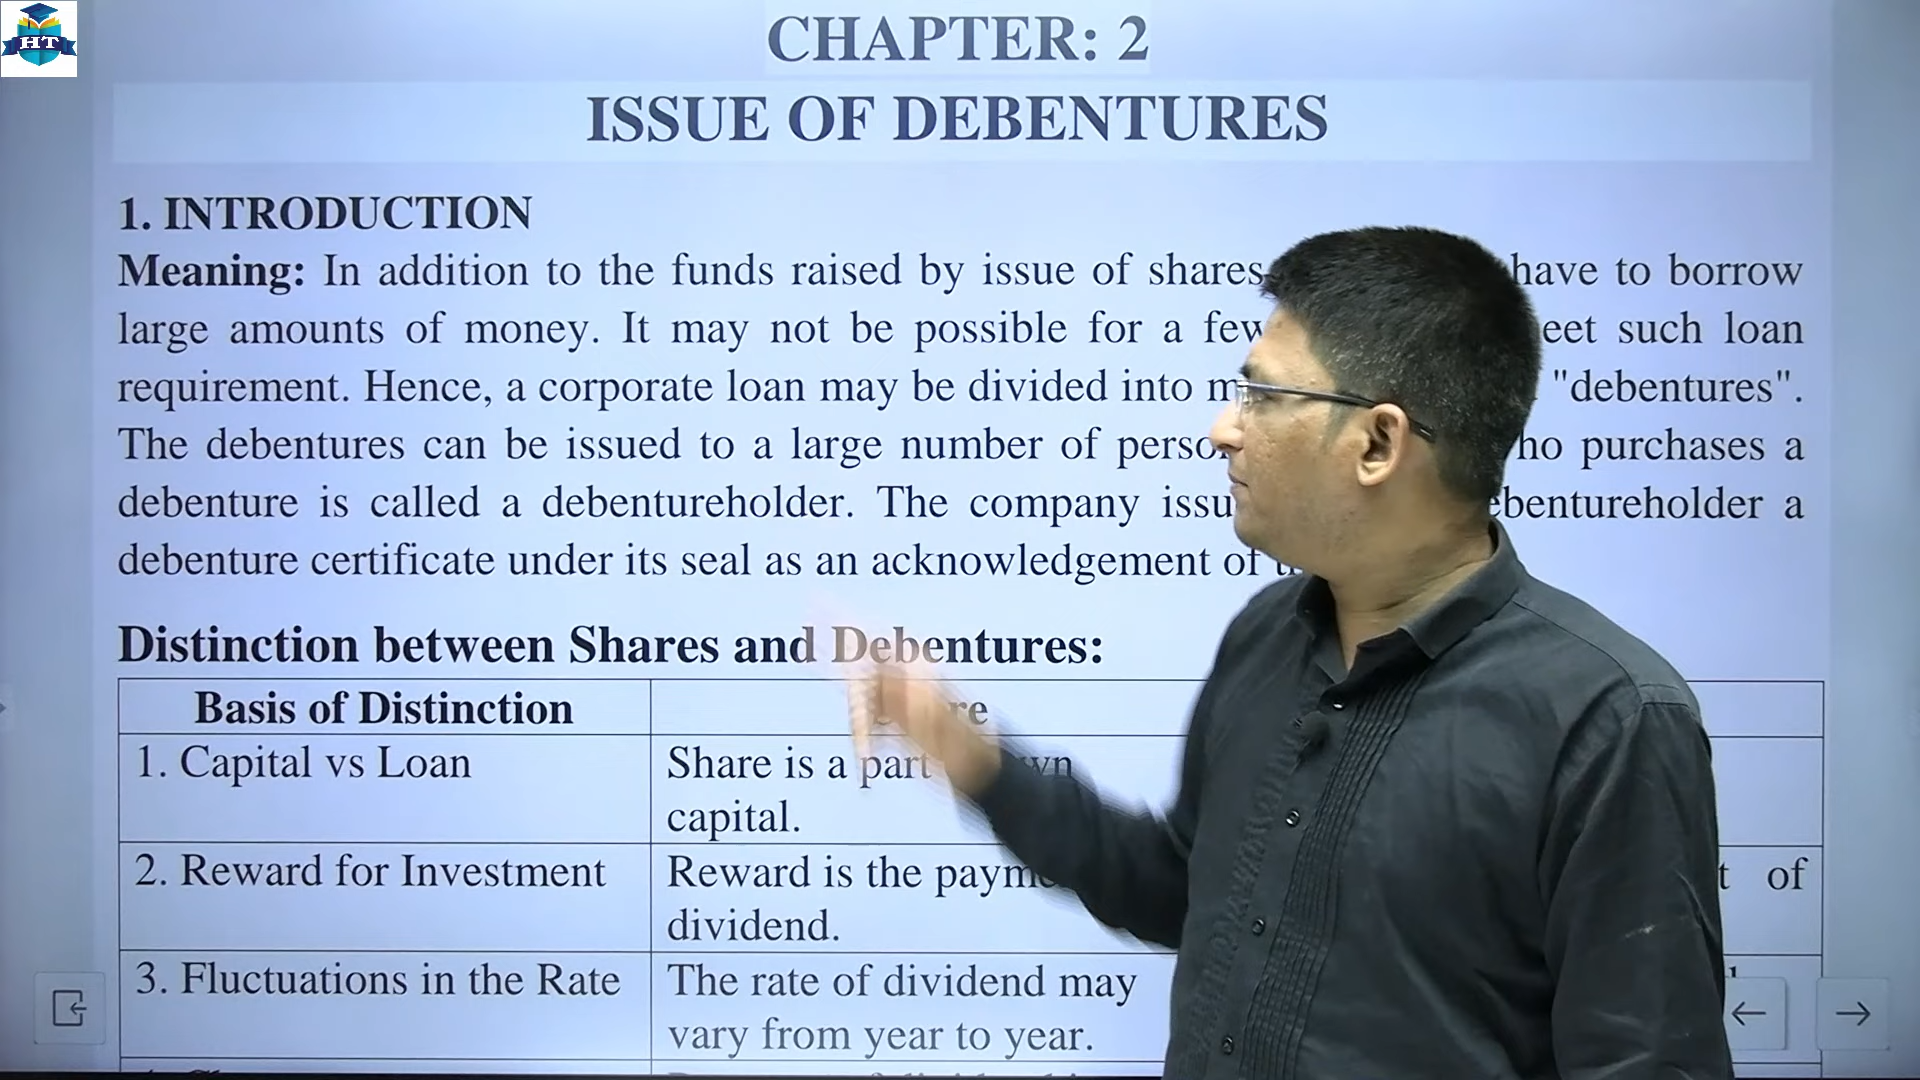 HT
CHAPTER: 2
ISSUE OF DEBENTURES
1. INTRODUCTION
Meaning: In addition to the funds raised by issue of shares have to borrow
large amounts of money. It may not be possible for a few such loan
requirement. Hence, a corporate loan may be divided into "debentures".
The debentures can be issued to a large number of purchases a
debenture is called a debentureholder. The company a
debenture certificate under its seal as an acknowledgement of
Distinction between Shares and Debentures:
Basis of Distinction
1. Capital vs Loan
Share is a part
capital.
2. Reward for Investment
Reward is the
dividend.
of
3. Fluctuations in the Rate
The rate of dividend may
vary from year to year.